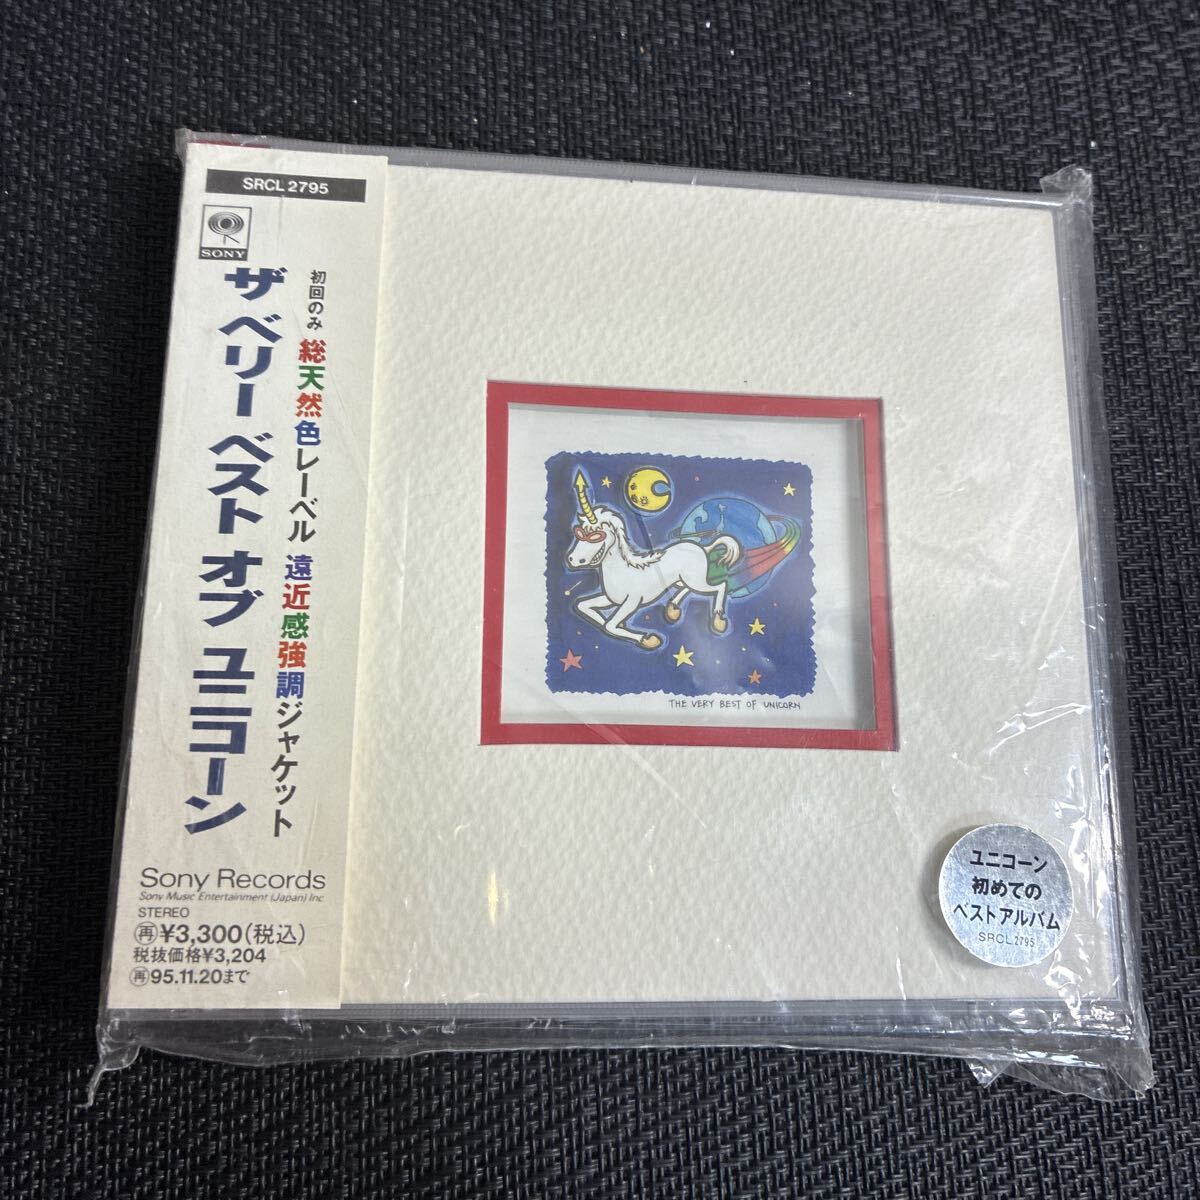 SRCL 2795
SONY
ザ ベリー ベスト オブ ユニコーン
初回のみ 総天然色レーベル 遠近感強調ジャケット
Sony Records
Sony Music Entertainment (Japan) Inc
STEREO
再¥3,300(税込)
税抜価格¥3,204
再95.11.20まで
THE VERY BEST OF UNICORN
ユニコーン
初めての
ベストアルバム
SRCL 2795